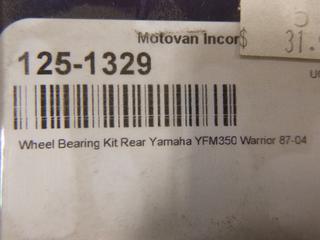 Motovan Incor
$ 31.
125-1329
Wheel Bearing Kit Rear Yamaha YFM350 Warrior 87-04